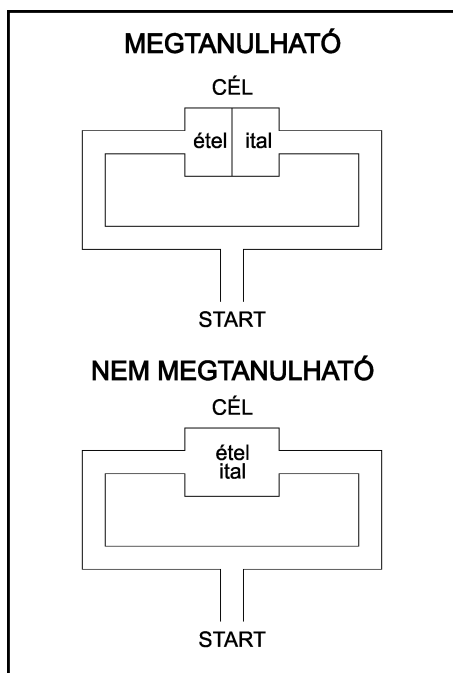 MEGTANULHATÓ
CÉL
étel ital
START
NEM MEGTANULHATÓ
CÉL
étel
ital
START